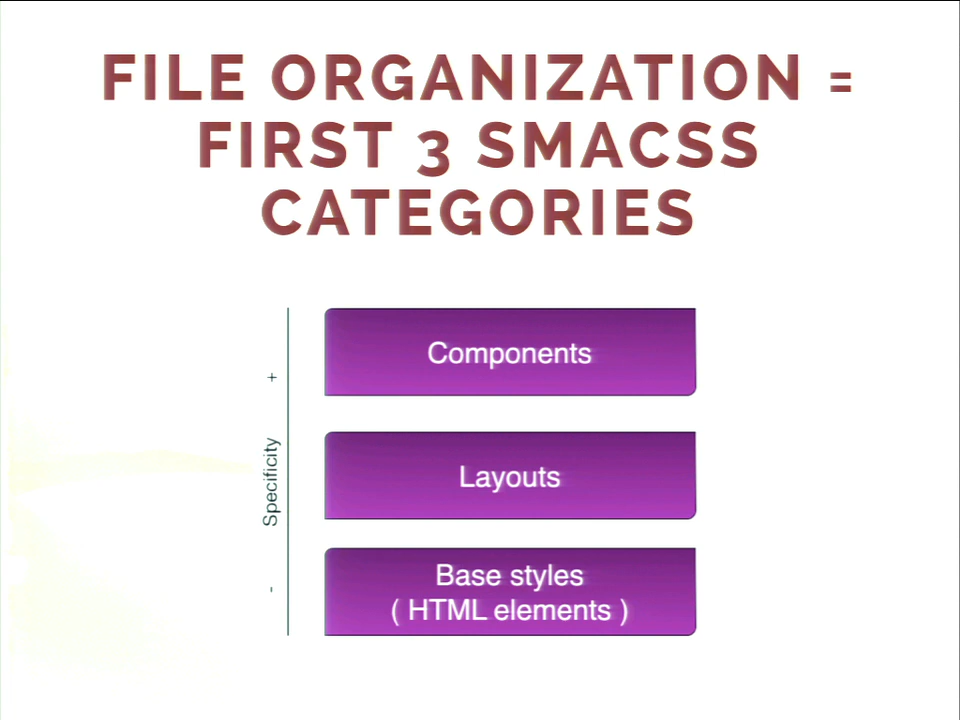 FILE ORGANIZATION =
FIRST 3 SMACSS
CATEGORIES
Components
+
Layouts
Specificity
Base styles
-
( HTML elements )